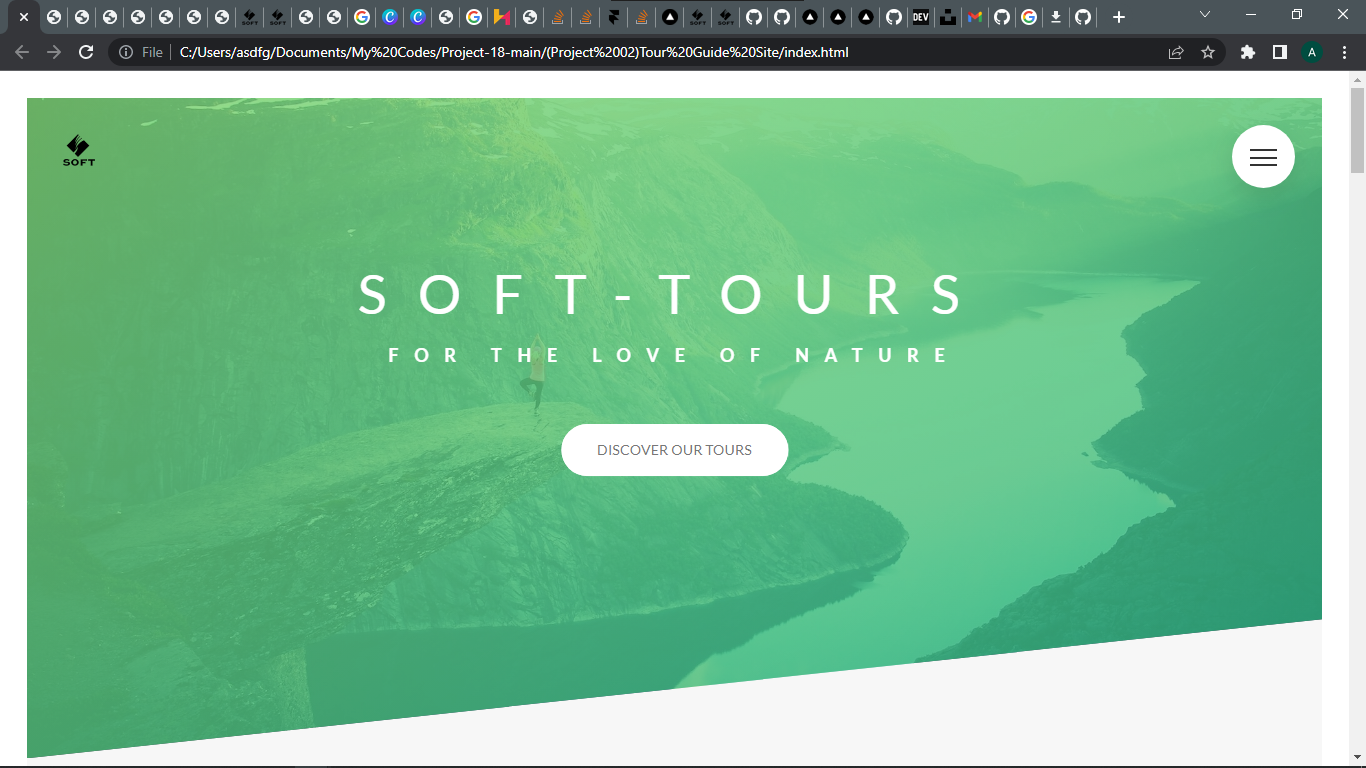 SOFT SOFT
SOFT SOFT
DEV
File C:/Users/asdfg/Documents/My%20Codes/Project-18-main/(Project%2002)Tour%20Guide%20Site/index.html
A
SOFT
SOFT-TOURS
FOR THE LOVE OF NATURE
DISCOVER OUR TOURS